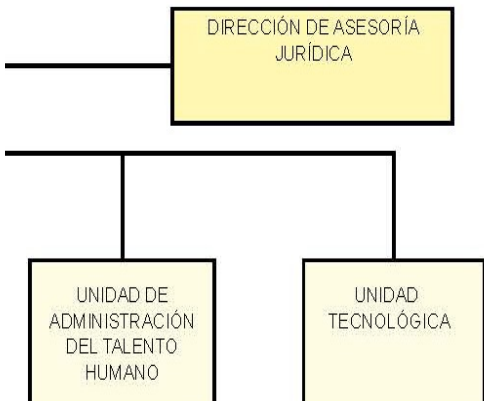 DIRECCIÓN DE ASESORÍA
JURÍDICA
UNIDAD DE
ADMINISTRACIÓN
DEL TALENTO
HUMANO
UNIDAD
TECNOLÓGICA